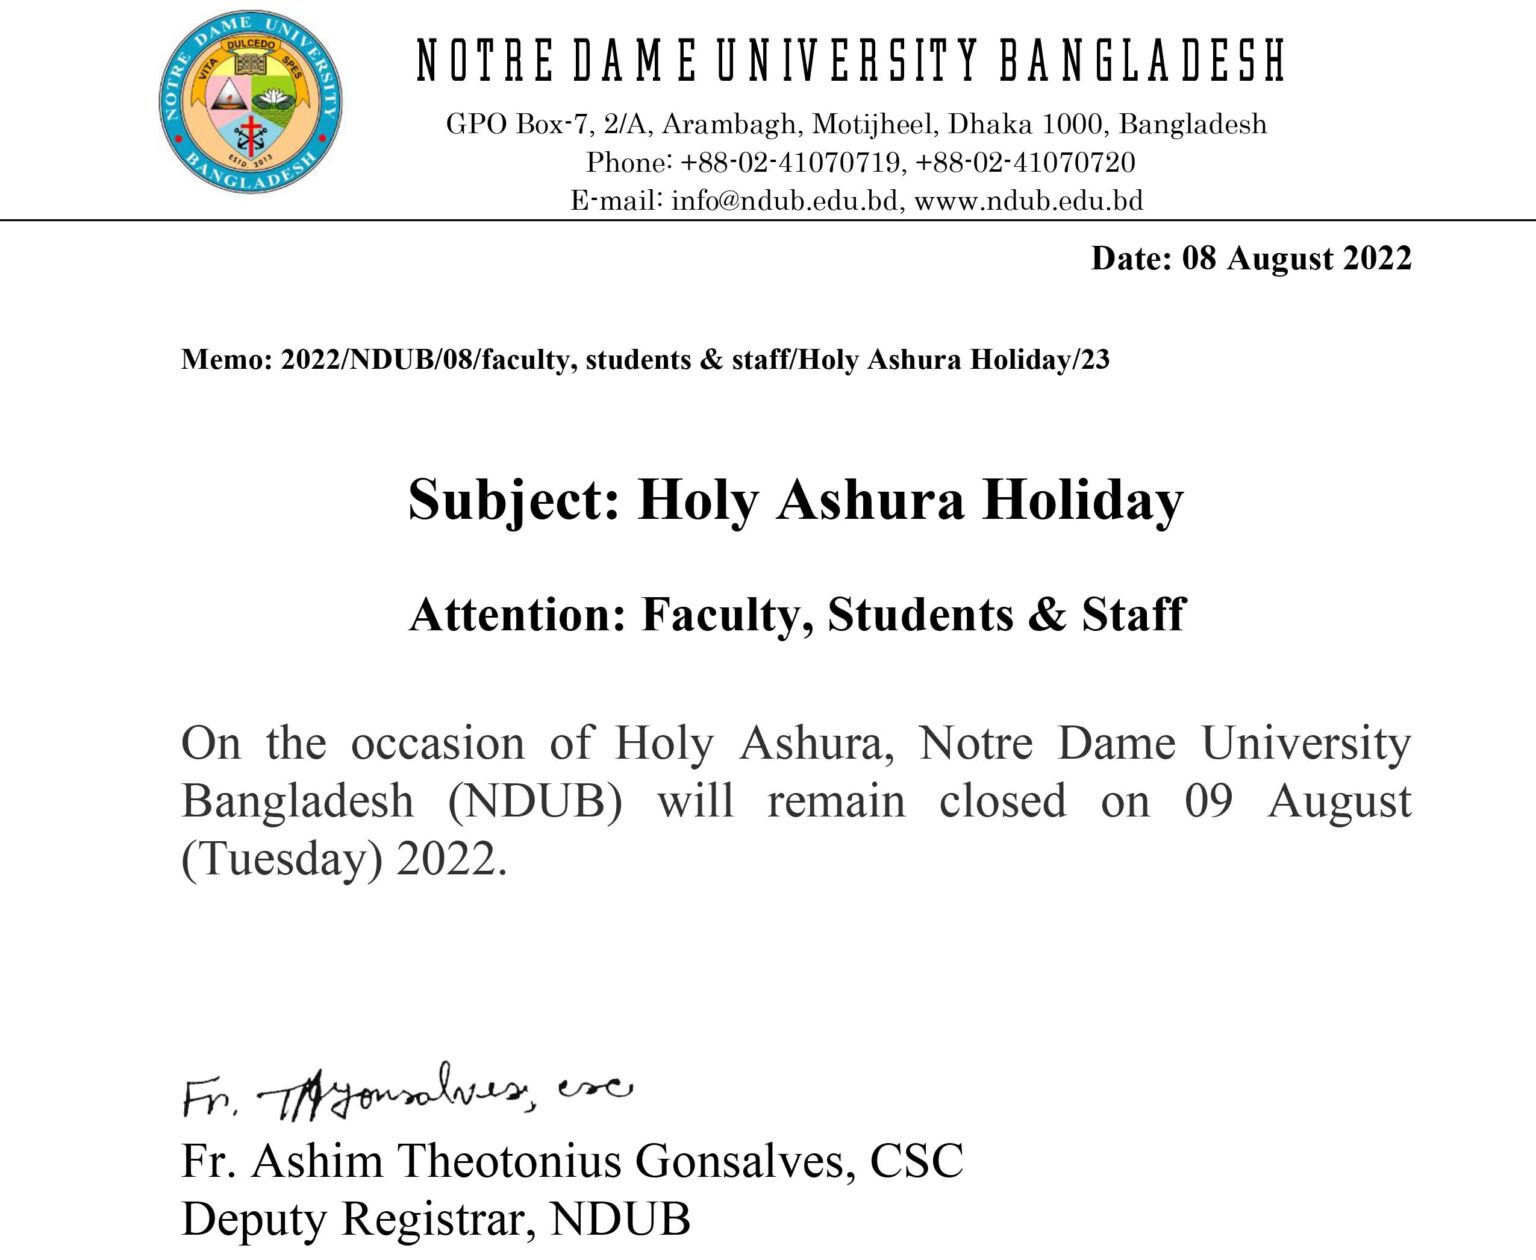 NOTRE DAME UNIVERSITY
DULCEDO
VITA
SPES
ESTD. 2013
BANGLADESH
NOTRE DAME UNIVERSITY BANGLADESH
GPO Box-7, 2/A, Arambagh, Motijheel, Dhaka 1000, Bangladesh
Phone: +88-02-41070719, +88-02-41070720
E-mail: info@ndub.edu.bd, www.ndub.edu.bd
Date: 08 August 2022
Memo: 2022/NDUB/08/faculty, students & staff/Holy Ashura Holiday/23
Subject: Holy Ashura Holiday
Attention: Faculty, Students & Staff
On the occasion of Holy Ashura, Notre Dame University
Bangladesh (NDUB) will remain closed on 09 August
(Tuesday) 2022.
Fr. TAGonsalves, csc
Fr. Ashim Theotonius Gonsalves, CSC
Deputy Registrar, NDUB